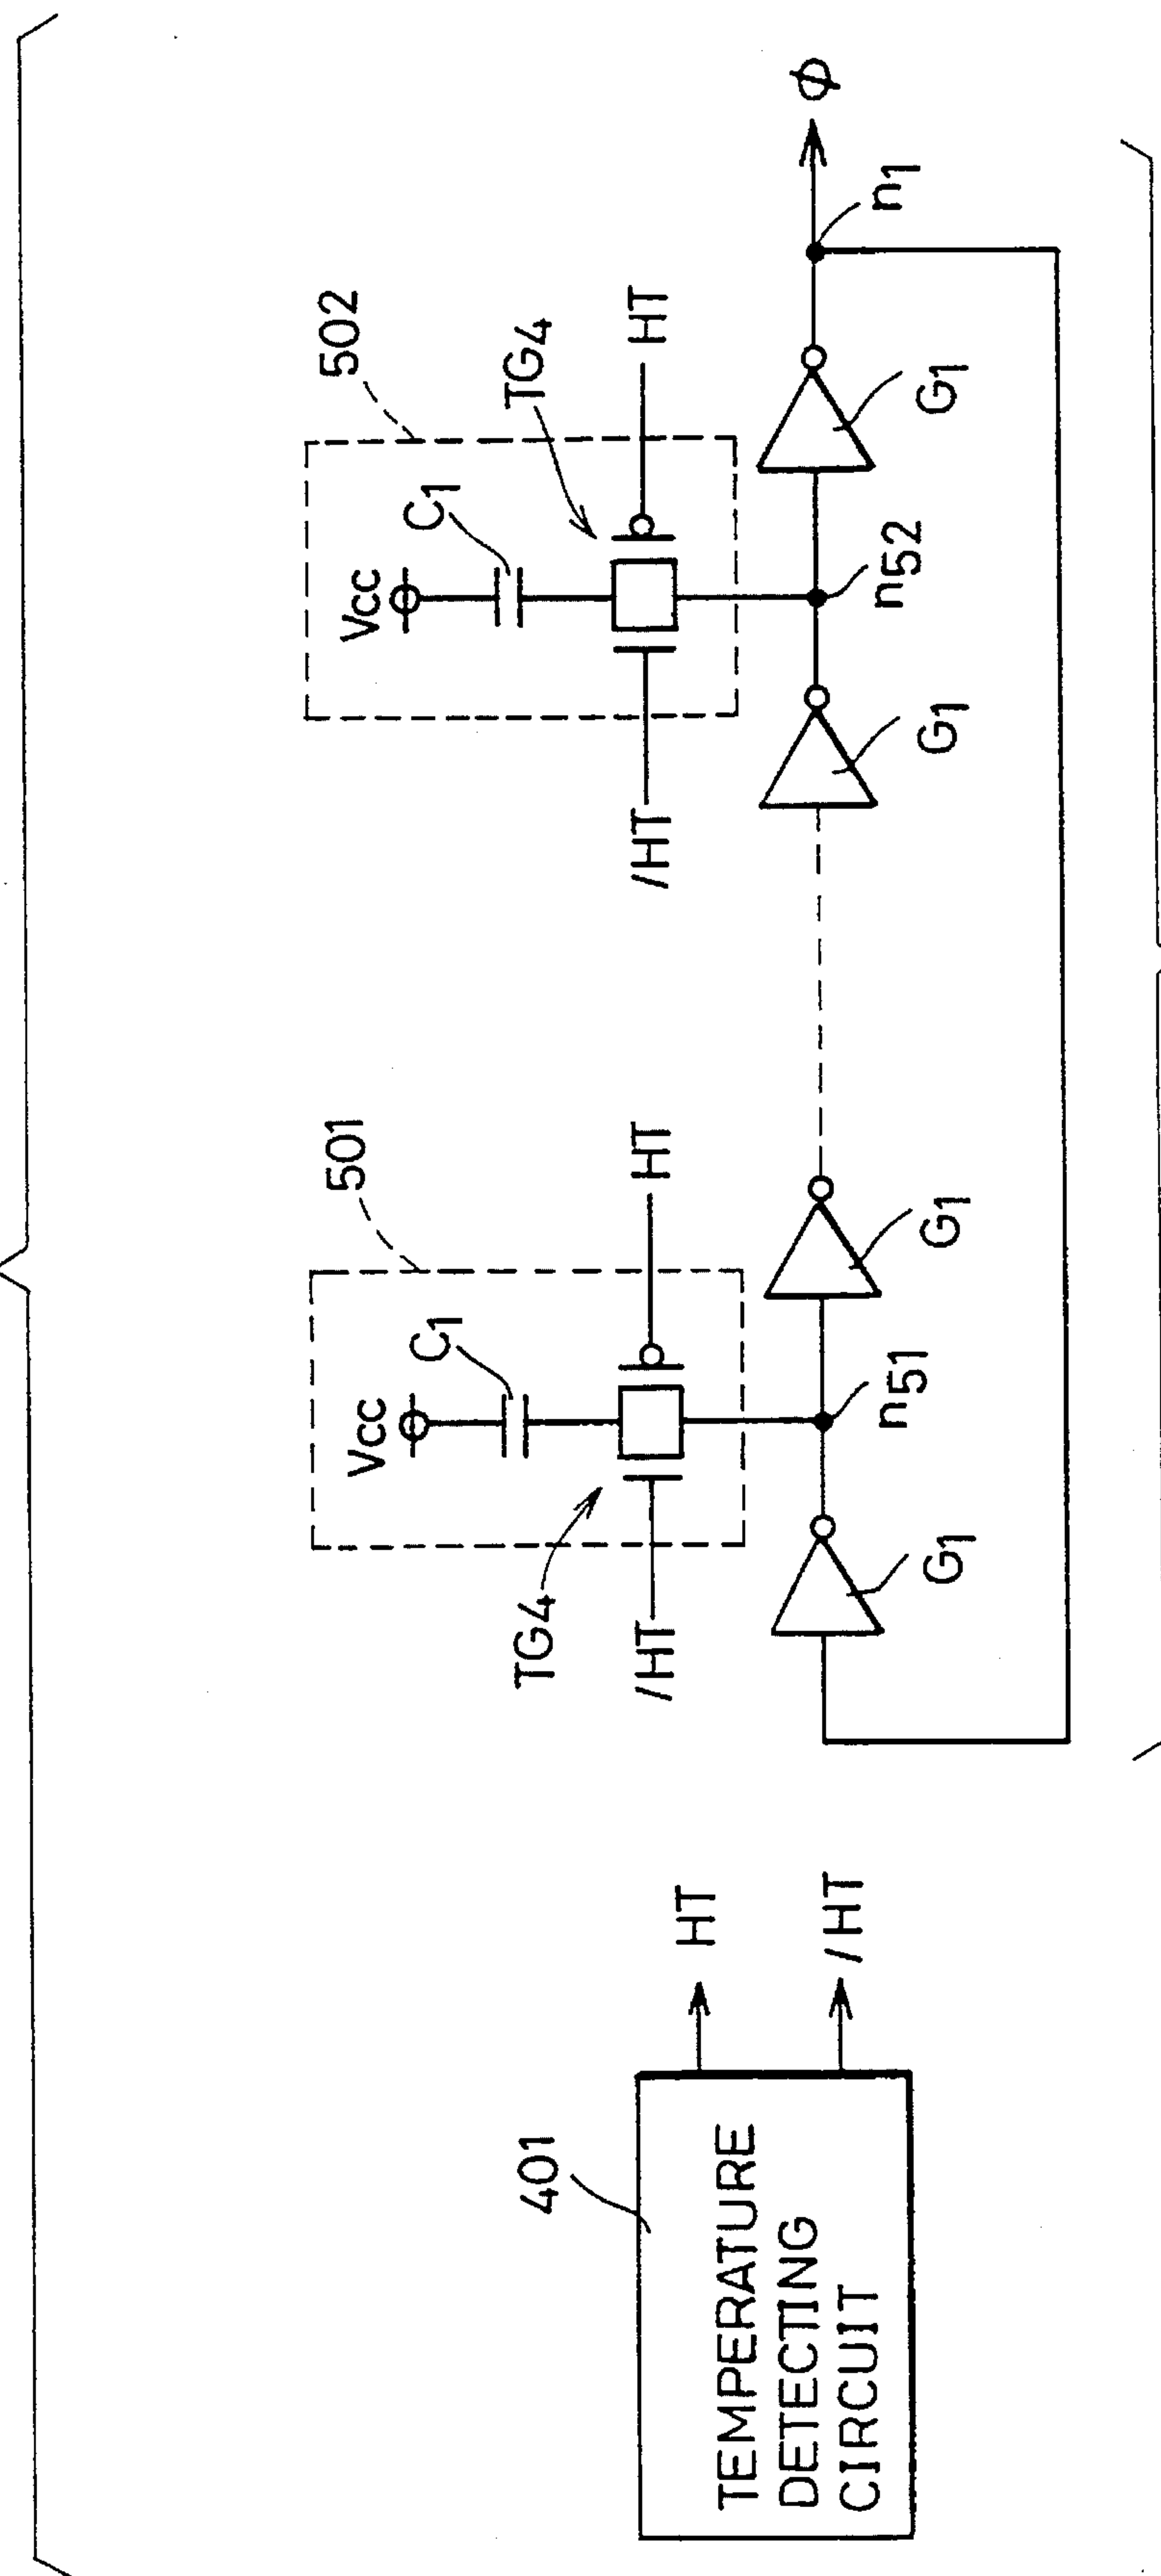 401
TEMPERATURE
DETECTING
CIRCUIT
HT
/HT
501
Vcc
C1
TG4
/HT
HT
n51
G1
G1
502
Vcc
C1
TG4
/HT
HT
n52
G1
G1
n1
ϕ